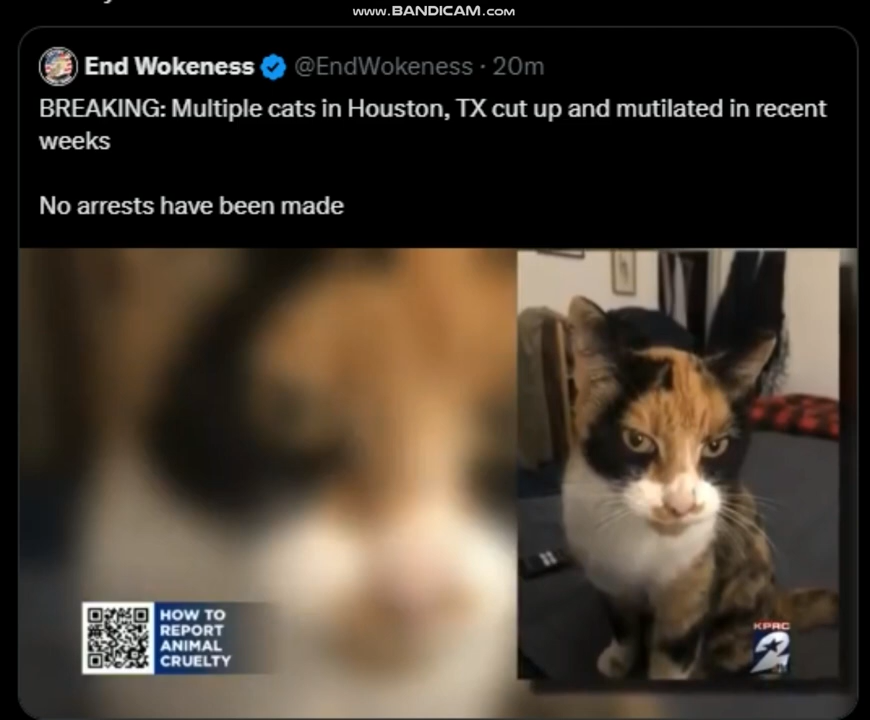 www.BANDICAM.com
End Wokeness @EndWokeness · 20m
BREAKING: Multiple cats in Houston, TX cut up and mutilated in recent
weeks
No arrests have been made
HOW TO
REPORT
ANIMAL
CRUELTY
KPRC
2